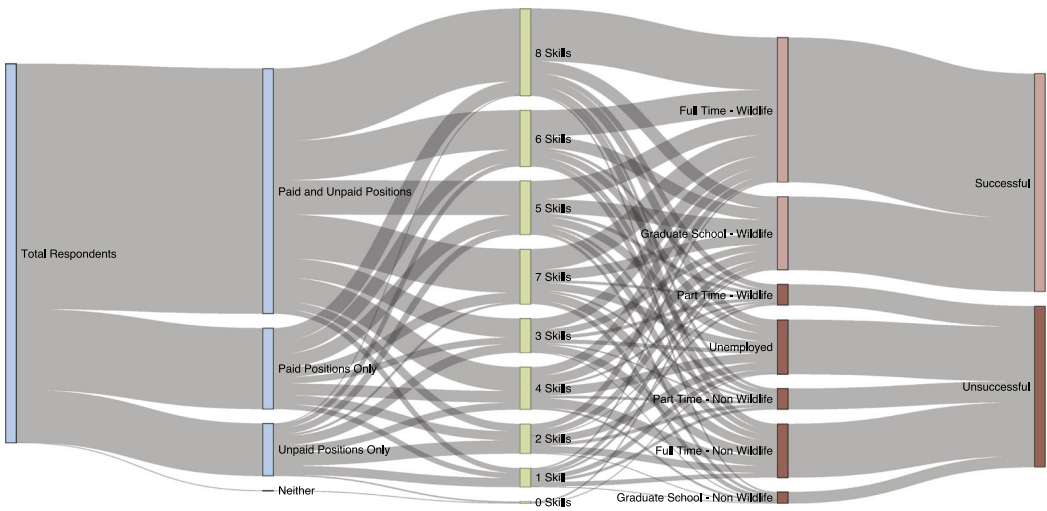 Total Respondents
Paid and Unpaid Positions
Paid Positions Only
Unpaid Positions Only
Neither
8 Skills
6 Skills
5 Skills
7 Skills
3 Skills
4 Skills
2 Skills
1 Skill
0 Skills
Full Time - Wildlife
Graduate School - Wildlife
Part Time - Wildlife
Unemployed
Part Time - Non Wildlife
Full Time - Non Wildlife
Graduate School - Non Wildlife
Successful
Unsuccessful